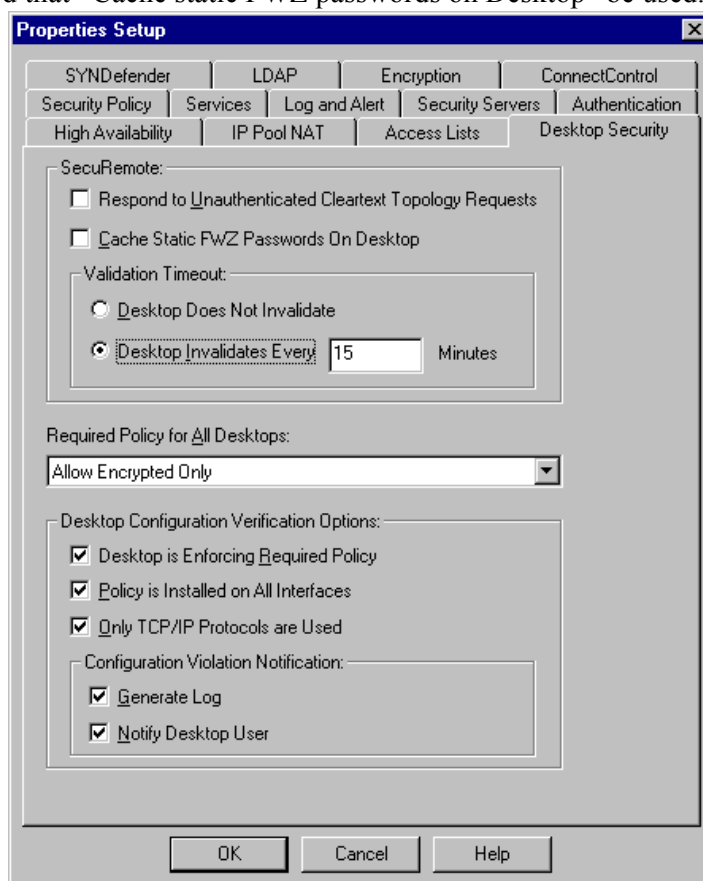 d that "Cache static FWZ passwords on Desktop" be used.
Properties Setup
SYNDefender LDAP Encryption ConnectControl
Security Policy Services Log and Alert Security Servers Authentication
High Availability IP Pool NAT Access Lists Desktop Security
SecuRemote:
Respond to Unauthenticated Cleartext Topology Requests
Cache Static FWZ Passwords On Desktop
Validation Timeout:
Desktop Does Not Invalidate
Desktop Invalidates Every 15 Minutes
Required Policy for All Desktops:
Allow Encrypted Only
Desktop Configuration Verification Options:
Desktop is Enforcing Required Policy
Policy is Installed on All Interfaces
Only TCP/IP Protocols are Used
Configuration Violation Notification:
Generate Log
Notify Desktop User
OK Cancel Help